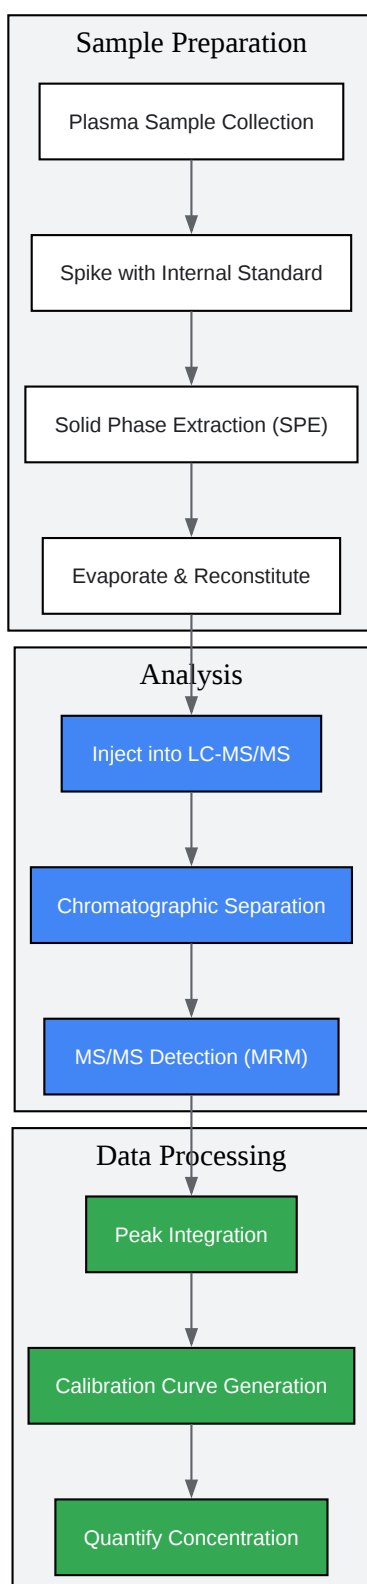 Sample Preparation
Plasma Sample Collection
Spike with Internal Standard
Solid Phase Extraction (SPE)
Evaporate & Reconstitute
Analysis
Inject into LC-MS/MS
Chromatographic Separation
MS/MS Detection (MRM)
Data Processing
Peak Integration
Calibration Curve Generation
Quantify Concentration